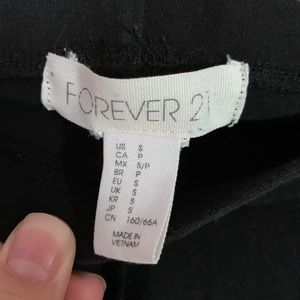 FOREVER 21
US S
CA P
MX S/P
BR P
EU S
UK S
KR S
JP S
CN 160/66A
MADE IN
VIETNAM